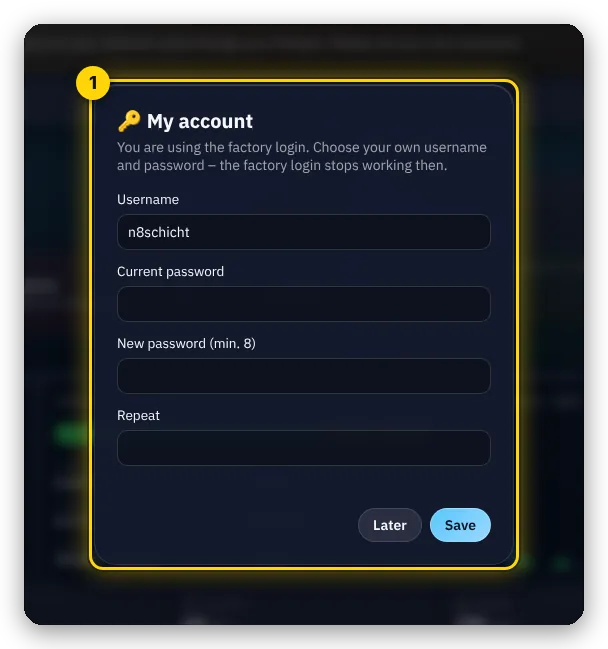 1
🔑 My account
You are using the factory login. Choose your own username
and password – the factory login stops working then.
Username
n8schicht
Current password
New password (min. 8)
Repeat
Later
Save